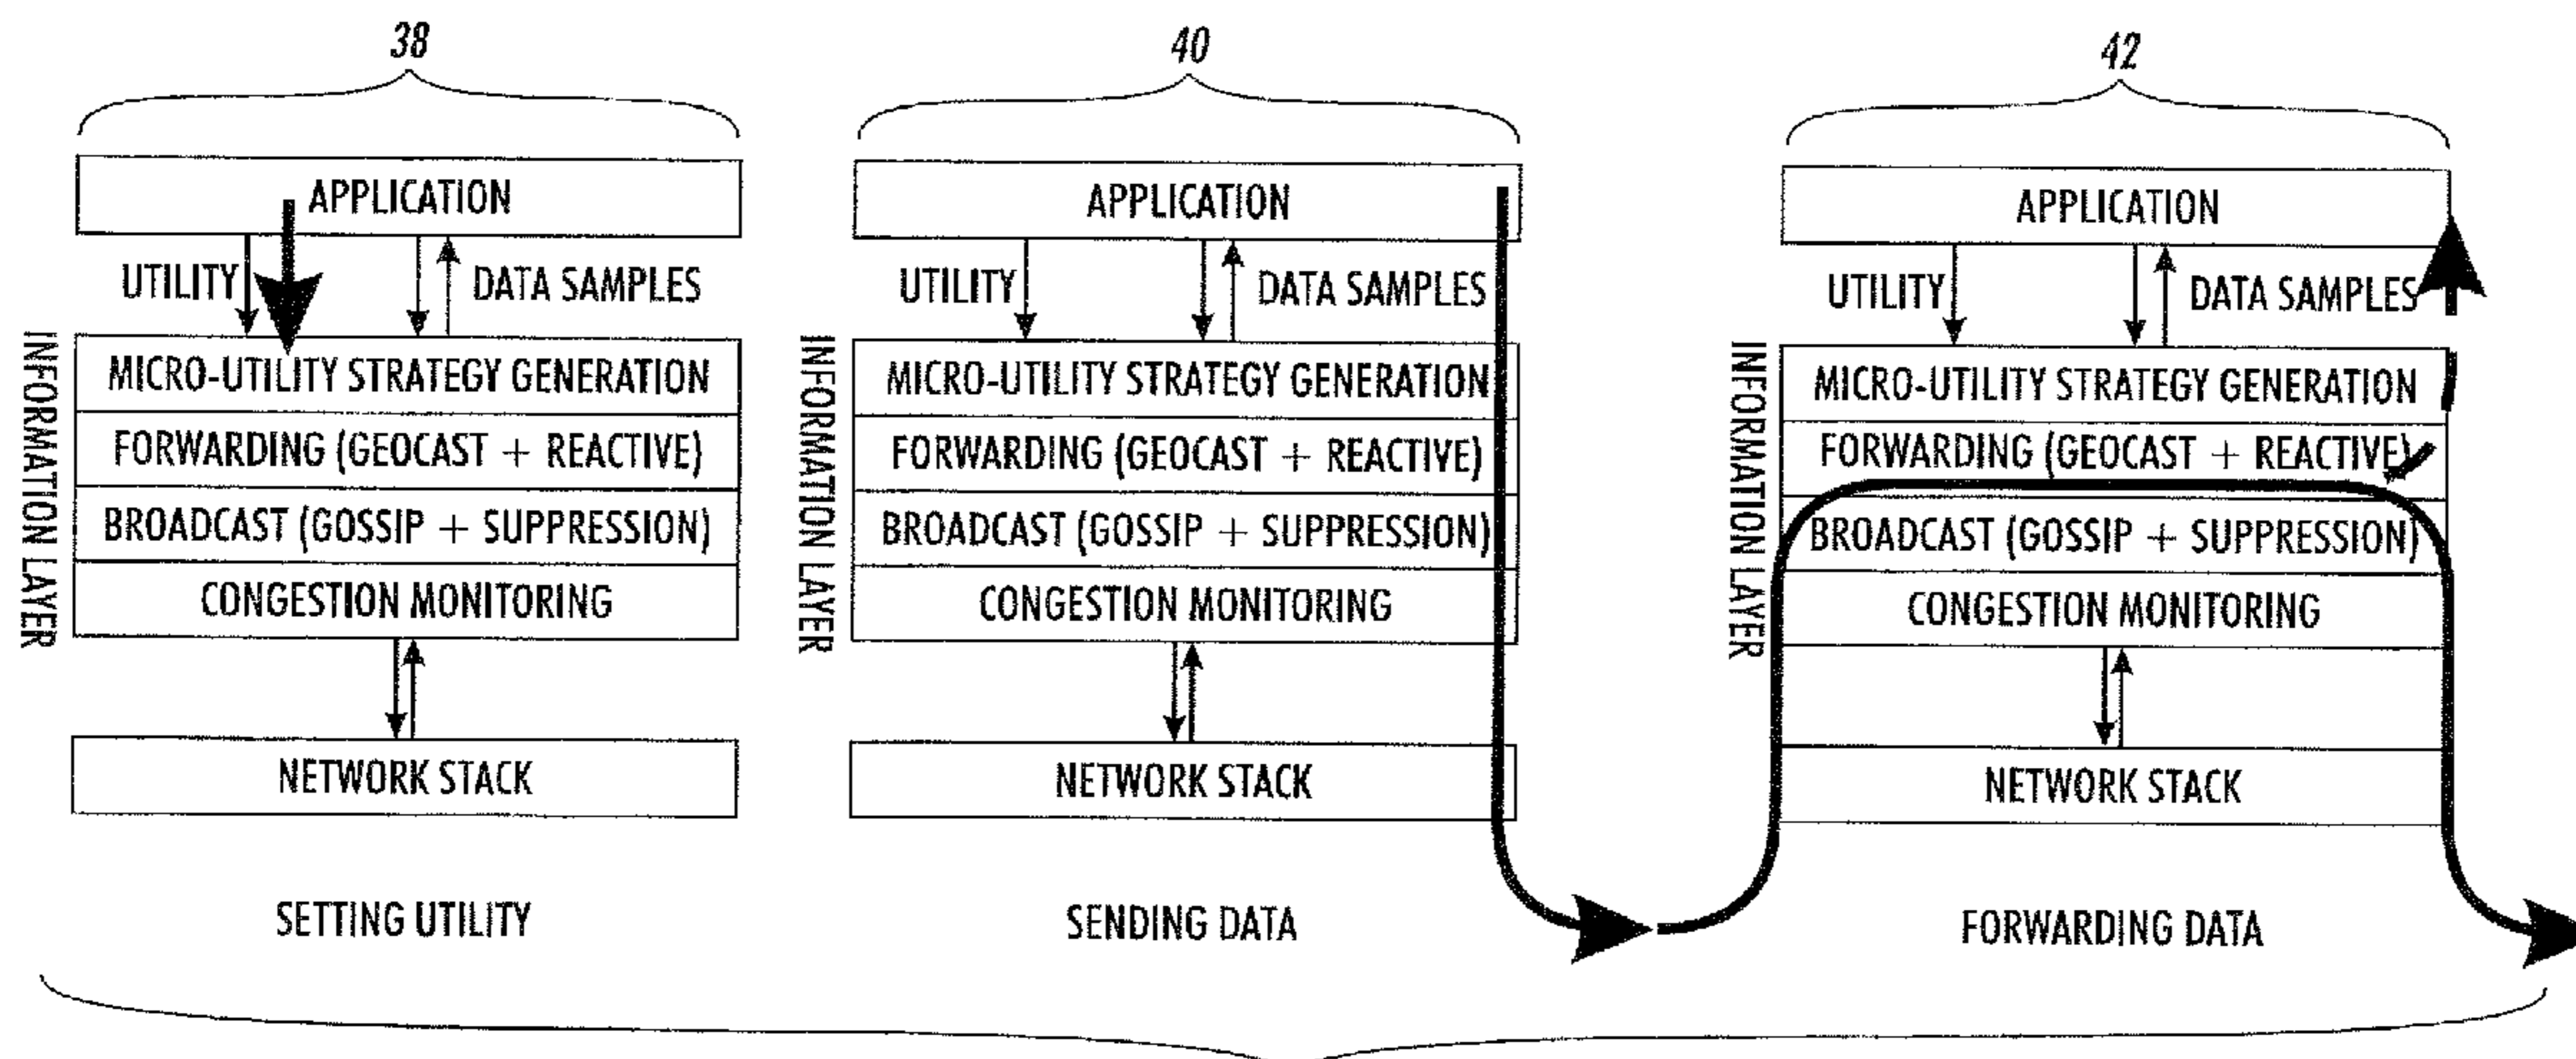 38
APPLICATION
UTILITY
DATA SAMPLES
INFORMATION LAYER
MICRO-UTILITY STRATEGY GENERATION
FORWARDING (GEOCAST + REACTIVE)
BROADCAST (GOSSIP + SUPPRESSION)
CONGESTION MONITORING
NETWORK STACK
SETTING UTILITY
40
APPLICATION
UTILITY
DATA SAMPLES
INFORMATION LAYER
MICRO-UTILITY STRATEGY GENERATION
FORWARDING (GEOCAST + REACTIVE)
BROADCAST (GOSSIP + SUPPRESSION)
CONGESTION MONITORING
NETWORK STACK
SENDING DATA
42
APPLICATION
UTILITY
DATA SAMPLES
INFORMATION LAYER
MICRO-UTILITY STRATEGY GENERATION
FORWARDING (GEOCAST + REACTIVE)
BROADCAST (GOSSIP + SUPPRESSION)
CONGESTION MONITORING
NETWORK STACK
FORWARDING DATA